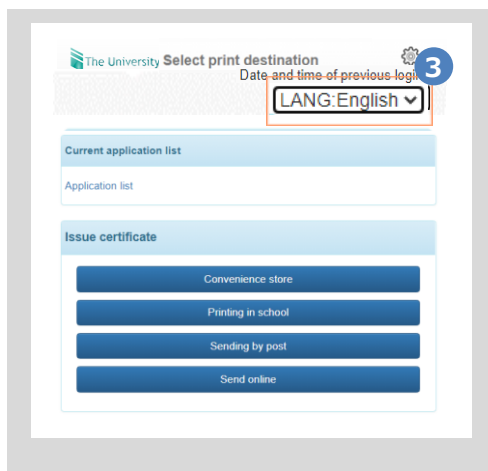 The University Select print destination
3
Date and time of previous login
LANG:English
Current application list
Application list
Issue certificate
Convenience store
Printing in school
Sending by post
Send online